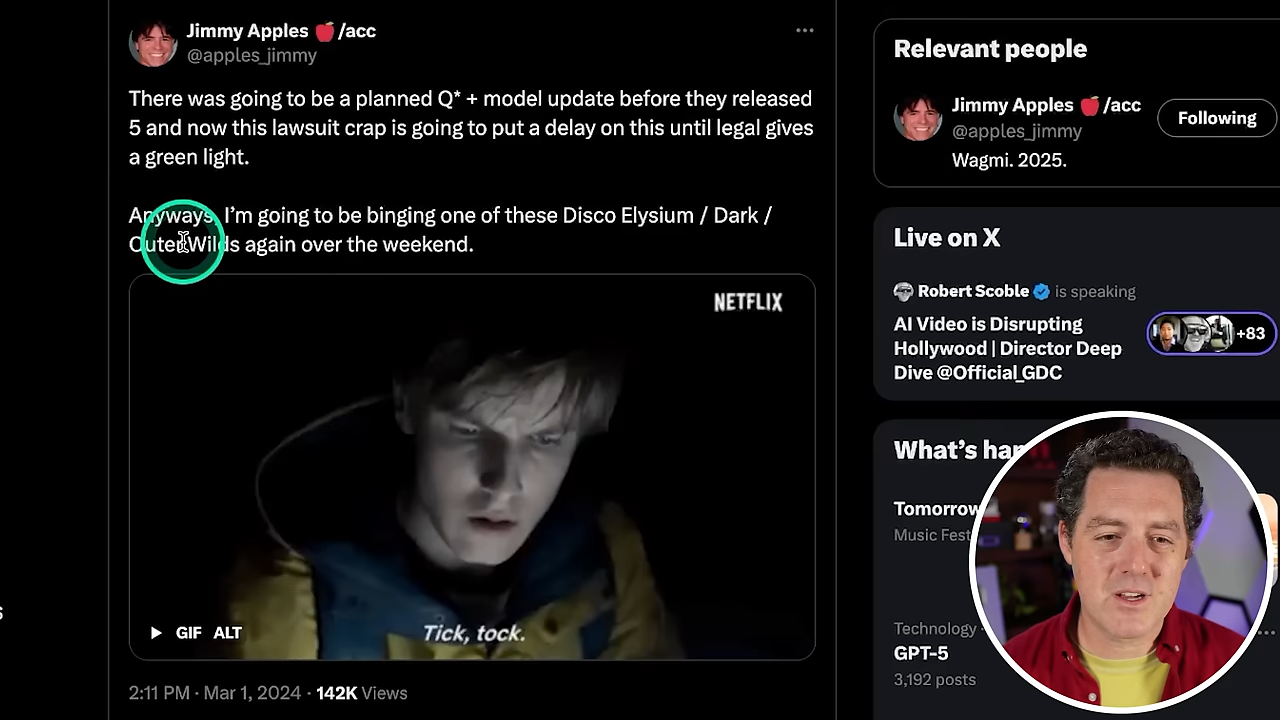 Jimmy Apples 🍎/acc
@apples_jimmy
There was going to be a planned Q* + model update before they released
5 and now this lawsuit crap is going to put a delay on this until legal gives
a green light.
Anyways, I'm going to be binging one of these Disco Elysium / Dark /
Outer Wilds again over the weekend.
NETFLIX
GIF ALT
Tick, tock.
2:11 PM · Mar 1, 2024 · 142K Views
Relevant people
Jimmy Apples 🍎/acc
@apples_jimmy
Following
Wagmi. 2025.
Live on X
Robert Scoble is speaking
AI Video is Disrupting
Hollywood | Director Deep
Dive @Official_GDC
+83
What's hap
Tomorrow
Music Fest
Technology ·
GPT-5
3,192 posts